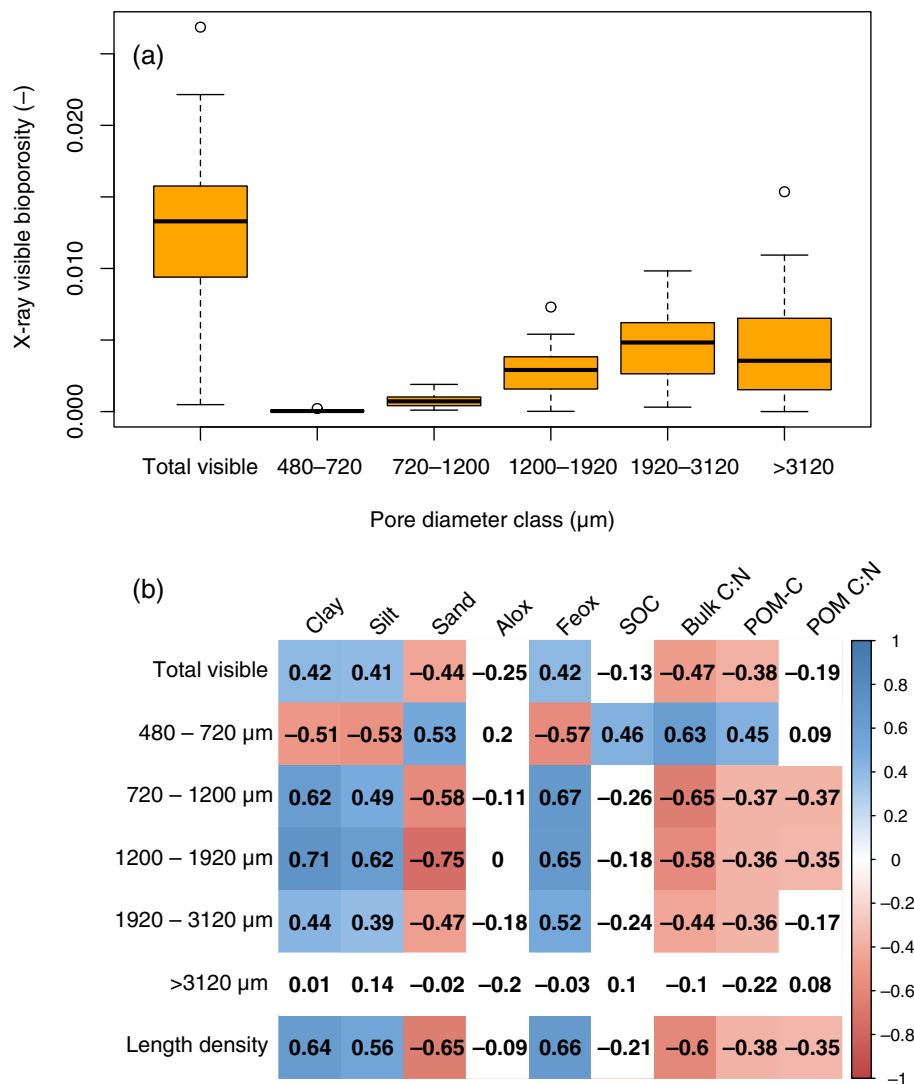 (a)
X-ray visible bioporosity (−)
0.020
0.010
0.000
Total visible 480−720 720−1200 1200−1920 1920−3120 >3120
Pore diameter class (µm)
(b)
Clay Silt Sand Alox Feox SOC Bulk C:N POM-C POM C:N
Total visible 0.42 0.41 −0.44 −0.25 0.42 −0.13 −0.47 −0.38 −0.19
480 − 720 µm −0.51 −0.53 0.53 0.2 −0.57 0.46 0.63 0.45 0.09
720 − 1200 µm 0.62 0.49 −0.58 −0.11 0.67 −0.26 −0.65 −0.37 −0.37
1200 − 1920 µm 0.71 0.62 −0.75 0 0.65 −0.18 −0.58 −0.36 −0.35
1920 − 3120 µm 0.44 0.39 −0.47 −0.18 0.52 −0.24 −0.44 −0.36 −0.17
>3120 µm 0.01 0.14 −0.02 −0.2 −0.03 0.1 −0.1 −0.22 0.08
Length density 0.64 0.56 −0.65 −0.09 0.66 −0.21 −0.6 −0.38 −0.35
1
0.8
0.6
0.4
0.2
0
−0.2
−0.4
−0.6
−0.8
−1